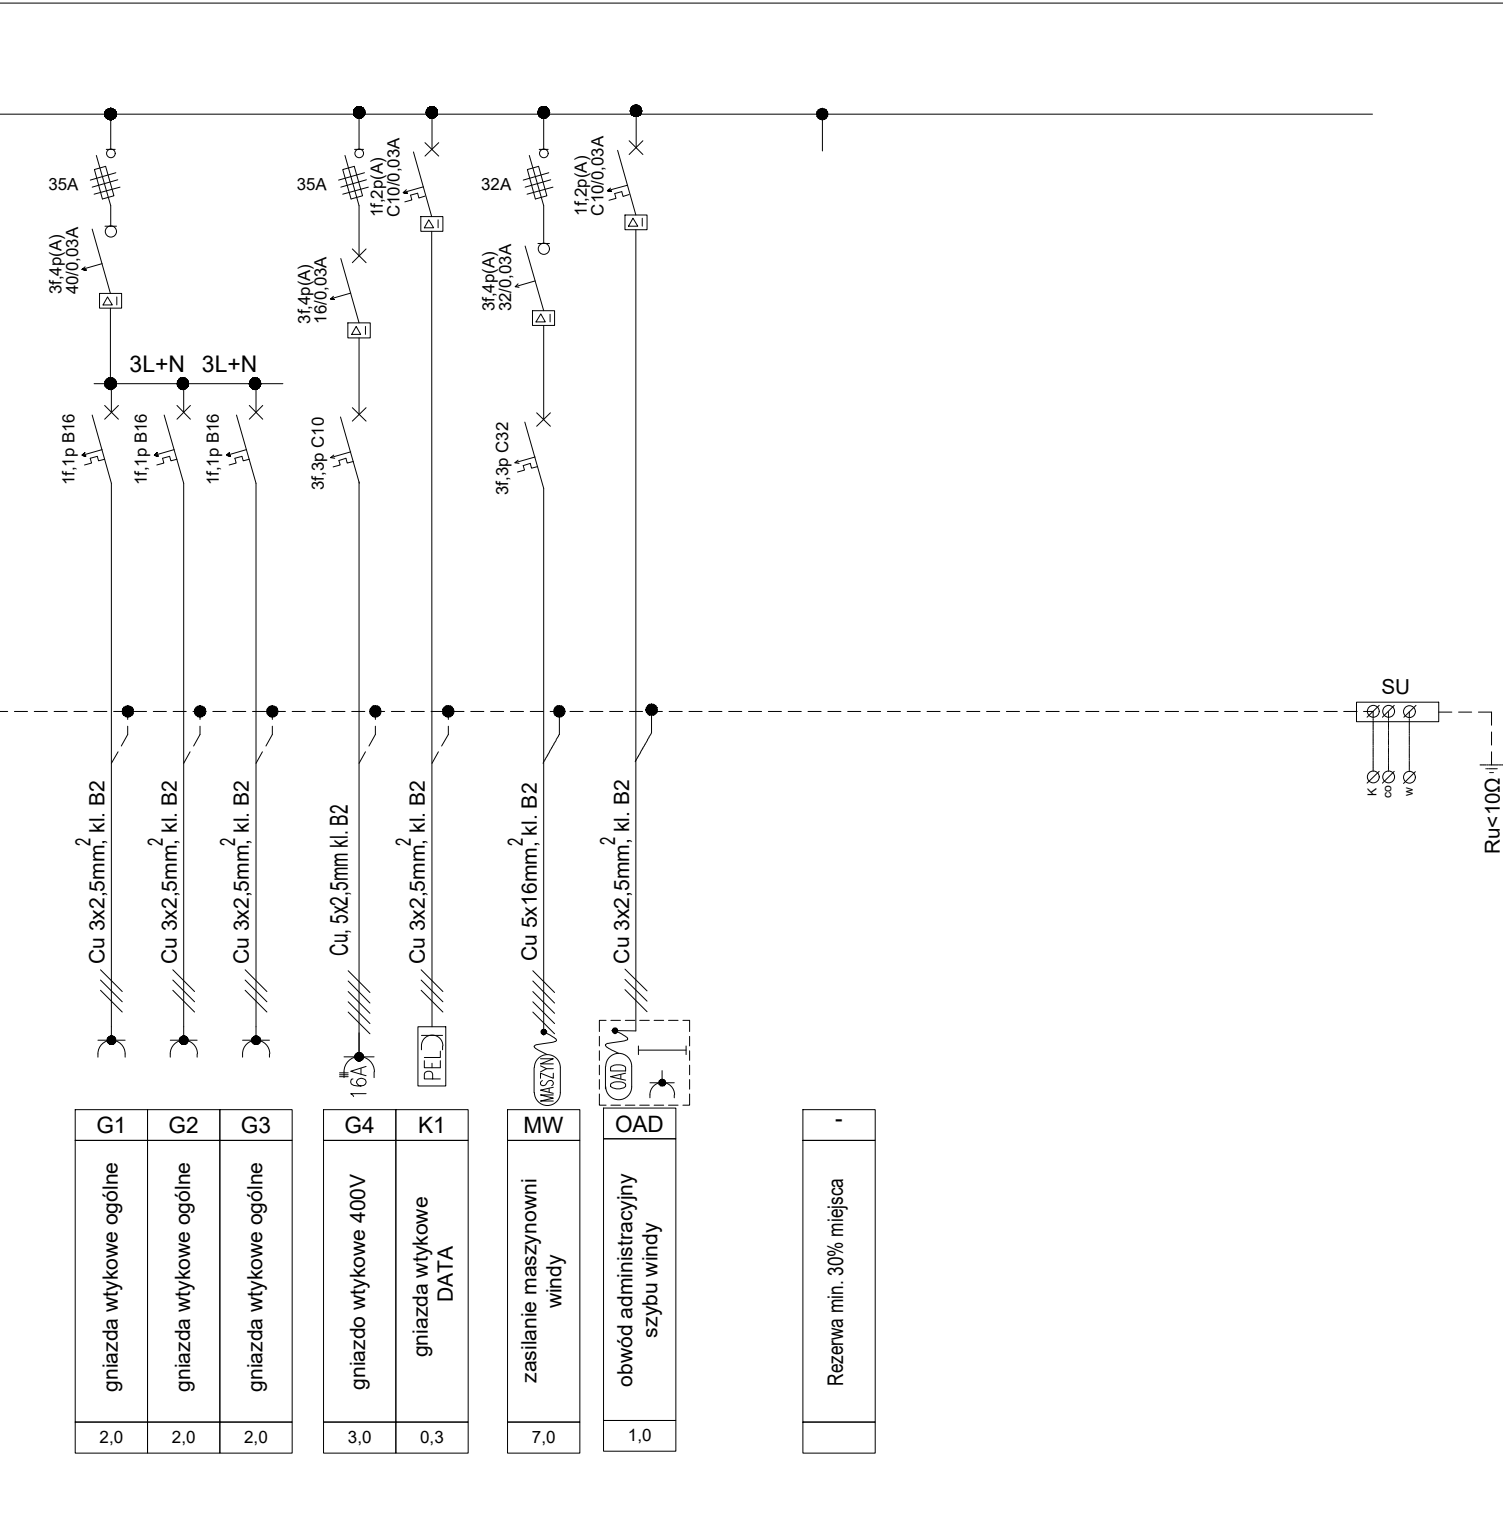 35A
3f,4p(A)
40/0,03A
35A
3f,4p(A)
16/0,03A
1f,2p(A)
C10/0,03A
32A
3f,4p(A)
32/0,03A
1f,2p(A)
C10/0,03A
3L+N 3L+N
1f,1p B16
1f,1p B16
1f,1p B16
3f,3p C10
3f,3p C32
SU
K
co
w
Ru<10Ω
Cu 3x2,5mm², kl. B2
Cu 3x2,5mm², kl. B2
Cu 3x2,5mm², kl. B2
Cu, 5x2,5mm kl. B2
Cu 3x2,5mm², kl. B2
Cu 5x16mm², kl. B2
Cu 3x2,5mm², kl. B2
16A
PEL
MASZYN
OAD
G1 G2 G3 G4 K1 MW OAD -
gniazda wtykowe ogólne
gniazda wtykowe ogólne
gniazda wtykowe ogólne
gniazdo wtykowe 400V
gniazda wtykowe
DATA
zasilanie maszynowni
windy
obwód administracyjny
szybu windy
Rezerwa min. 30% miejsca
2,0 2,0 2,0 3,0 0,3 7,0 1,0